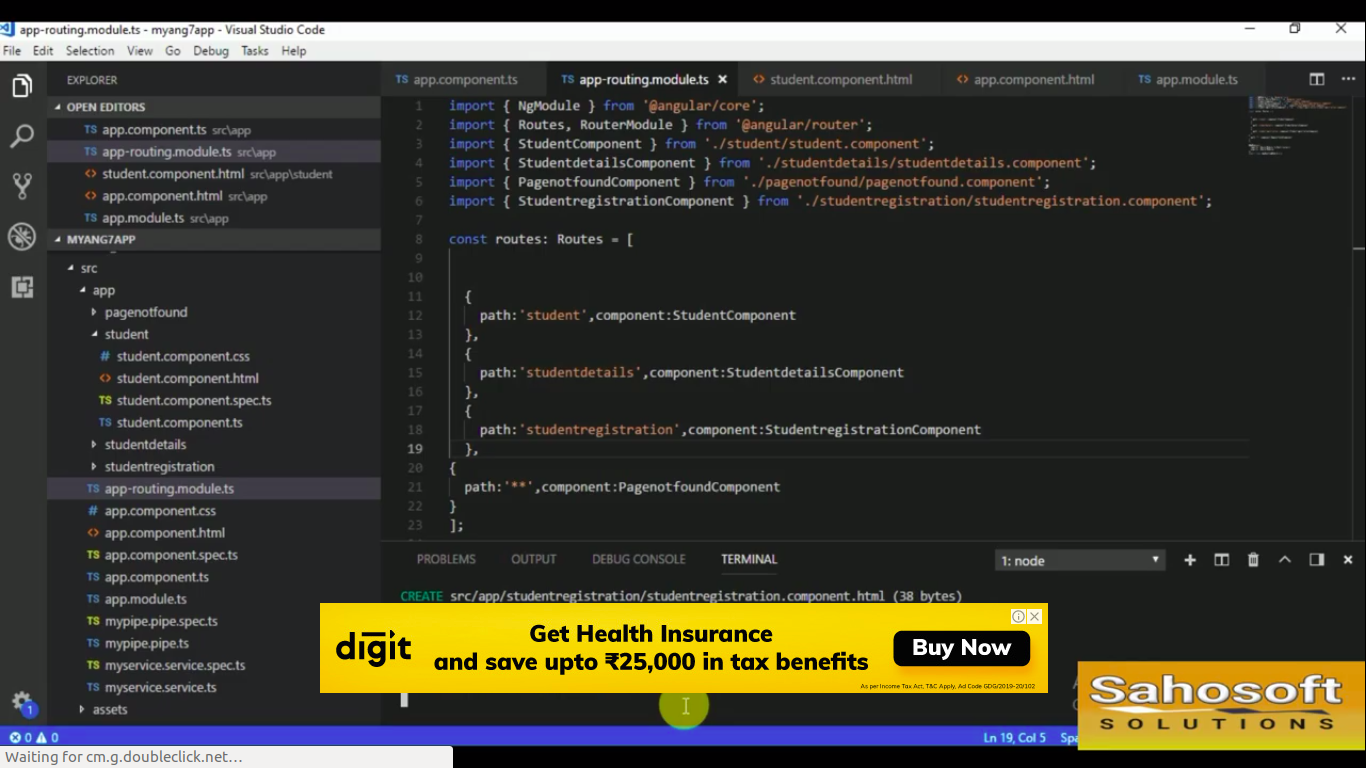 app-routing.module.ts - myang7app - Visual Studio Code
File Edit Selection View Go Debug Tasks Help
EXPLORER
OPEN EDITORS
TS app.component.ts src\app
TS app-routing.module.ts src\app
<> student.component.html src\app\student
<> app.component.html src\app
TS app.module.ts src\app
MYANG7APP
src
app
pagenotfound
student
# student.component.css
<> student.component.html
TS student.component.spec.ts
TS student.component.ts
studentdetails
studentregistration
TS app-routing.module.ts
# app.component.css
<> app.component.html
TS app.component.spec.ts
TS app.component.ts
TS app.module.ts
TS mypipe.pipe.spec.ts
TS mypipe.pipe.ts
TS myservice.service.spec.ts
TS myservice.service.ts
assets
1
TS app.component.ts TS app-routing.module.ts × <> student.component.html <> app.component.html TS app.module.ts ...
1 import { NgModule } from '@angular/core';
2 import { Routes, RouterModule } from '@angular/router';
3 import { StudentComponent } from './student/student.component';
4 import { StudentdetailsComponent } from './studentdetails/studentdetails.component';
5 import { PagenotfoundComponent } from './pagenotfound/pagenotfound.component';
6 import { StudentregistrationComponent } from './studentregistration/studentregistration.component';
7
8 const routes: Routes = [
9
10
11 {
12 path:'student',component:StudentComponent
13 },
14 {
15 path:'studentdetails',component:StudentdetailsComponent
16 },
17 {
18 path:'studentregistration',component:StudentregistrationComponent
19 },
20 {
21 path:'**',component:PagenotfoundComponent
22 }
23 ];
PROBLEMS OUTPUT DEBUG CONSOLE TERMINAL 1: node
CREATE src/app/studentregistration/studentregistration.component.html (38 bytes)
digit
Get Health Insurance
and save upto ₹25,000 in tax benefits
Buy Now
As per Income Tax Act, T&C Apply, Ad Code GDG/2019-20/102
Sahosoft
SOLUTIONS
0 0 Ln 19, Col 5 Spa
Waiting for cm.g.doubleclick.net...